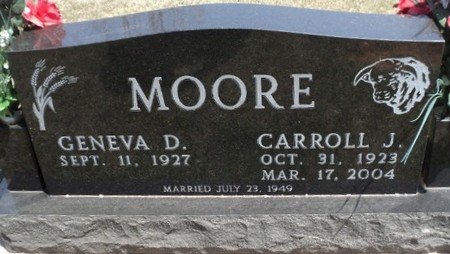 MOORE
GENEVA D. CARROLL J.
SEPT. 11, 1927 OCT. 31, 1923
MAR. 17, 2004
MARRIED JULY 23, 1949